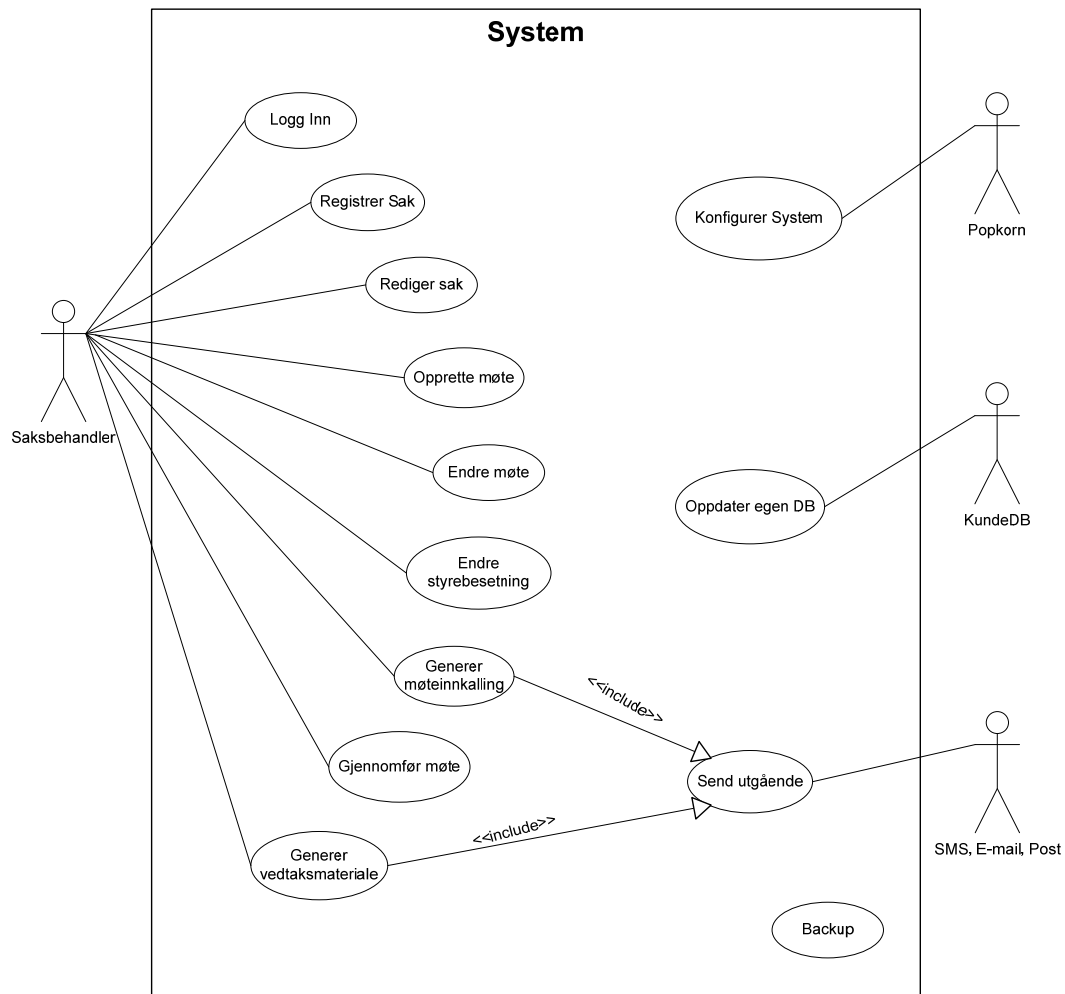 System
Logg Inn
Registrer Sak
Konfigurer System
Popkorn
Rediger sak
Opprette møte
Saksbehandler
Endre møte
Oppdater egen DB
KundeDB
Endre
styrebesetning
Generer
møteinnkalling
<<include>>
Gjennomfør møte
Send utgående
<<include>>
SMS, E-mail, Post
Generer
vedtaksmateriale
Backup